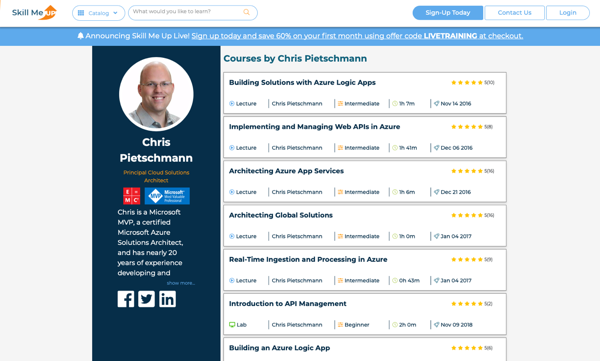 Skill Me UP
Catalog
What would you like to learn?
Sign-Up Today
Contact Us
Login
Announcing Skill Me Up Live! Sign up today and save 60% on your first month using offer code LIVETRAINING at checkout.
Chris
Pietschmann
Principal Cloud Solutions
Architect
Microsoft
Chris is a Microsoft
MVP, a certified
Microsoft Azure
Solutions Architect,
and has nearly 20
years of experience
developing and
show more..
Courses by Chris Pietschmann
Building Solutions with Azure Logic Apps
5(10)
Lecture Chris Pietschmann Intermediate 1h 7m Nov 14 2016
Implementing and Managing Web APIs in Azure
5(8)
Lecture Chris Pietschmann Intermediate 1h 41m Dec 06 2016
Architecting Azure App Services
5(16)
Lecture Chris Pietschmann Intermediate 1h 6m Dec 21 2016
Architecting Global Solutions
5(16)
Lecture Chris Pietschmann Intermediate 1h 0m Jan 04 2017
Real-Time Ingestion and Processing in Azure
5(9)
Lecture Chris Pietschmann Intermediate 0h 43m Jan 04 2017
Introduction to API Management
5(2)
Lab Chris Pietschmann Beginner 2h 0m Nov 09 2018
Building an Azure Logic App